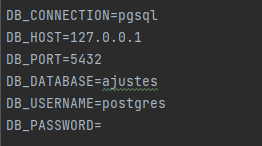 DB_CONNECTION=pgsql
DB_HOST=127.0.0.1
DB_PORT=5432
DB_DATABASE=ajustes
DB_USERNAME=postgres
DB_PASSWORD=